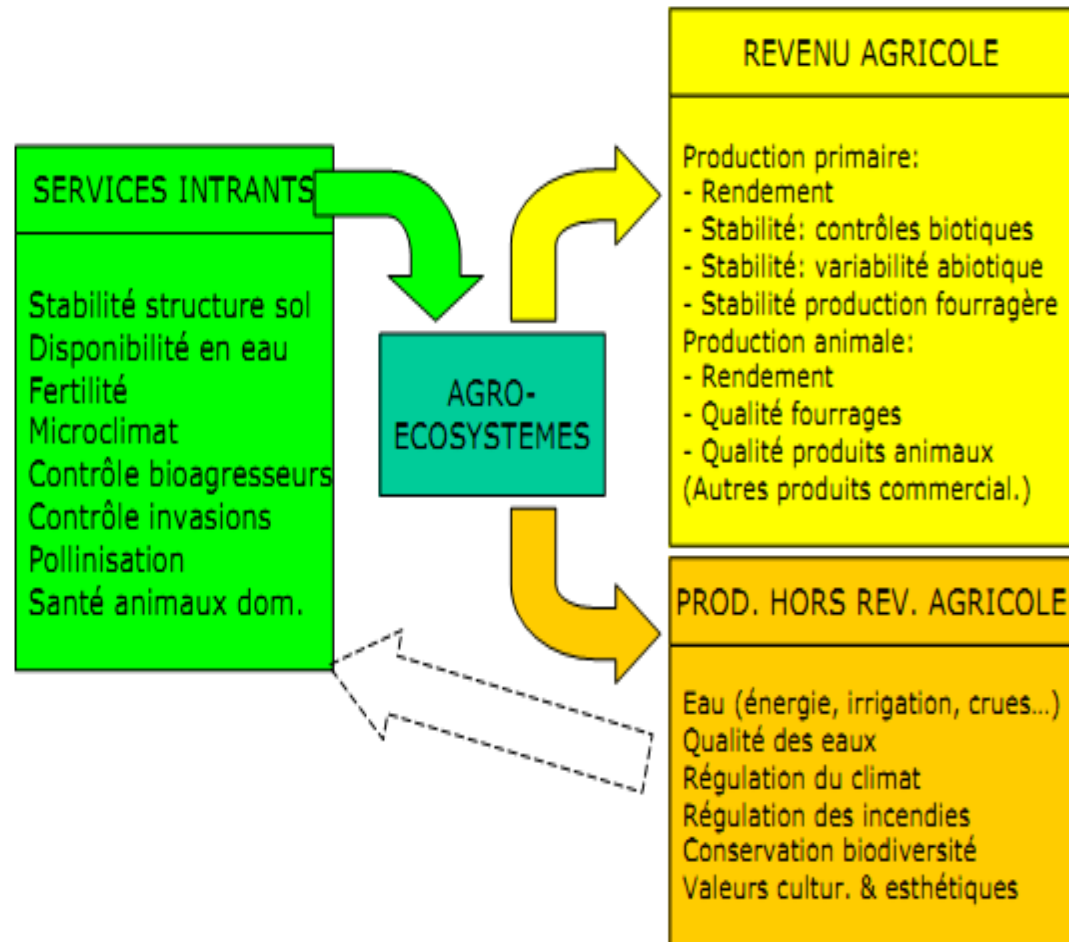 SERVICES INTRANTS
Stabilité structure sol
Disponibilité en eau
Fertilité
Microclimat
Contrôle bioagresseurs
Contrôle invasions
Pollinisation
Santé animaux dom.
AGRO-
ECOSYSTEMES
REVENU AGRICOLE
Production primaire:
- Rendement
- Stabilité: contrôles biotiques
- Stabilité: variabilité abiotique
- Stabilité production fourragère
Production animale:
- Rendement
- Qualité fourrages
- Qualité produits animaux
(Autres produits commercial.)
PROD. HORS REV. AGRICOLE
Eau (énergie, irrigation, crues...)
Qualité des eaux
Régulation du climat
Régulation des incendies
Conservation biodiversité
Valeurs cultur. & esthétiques